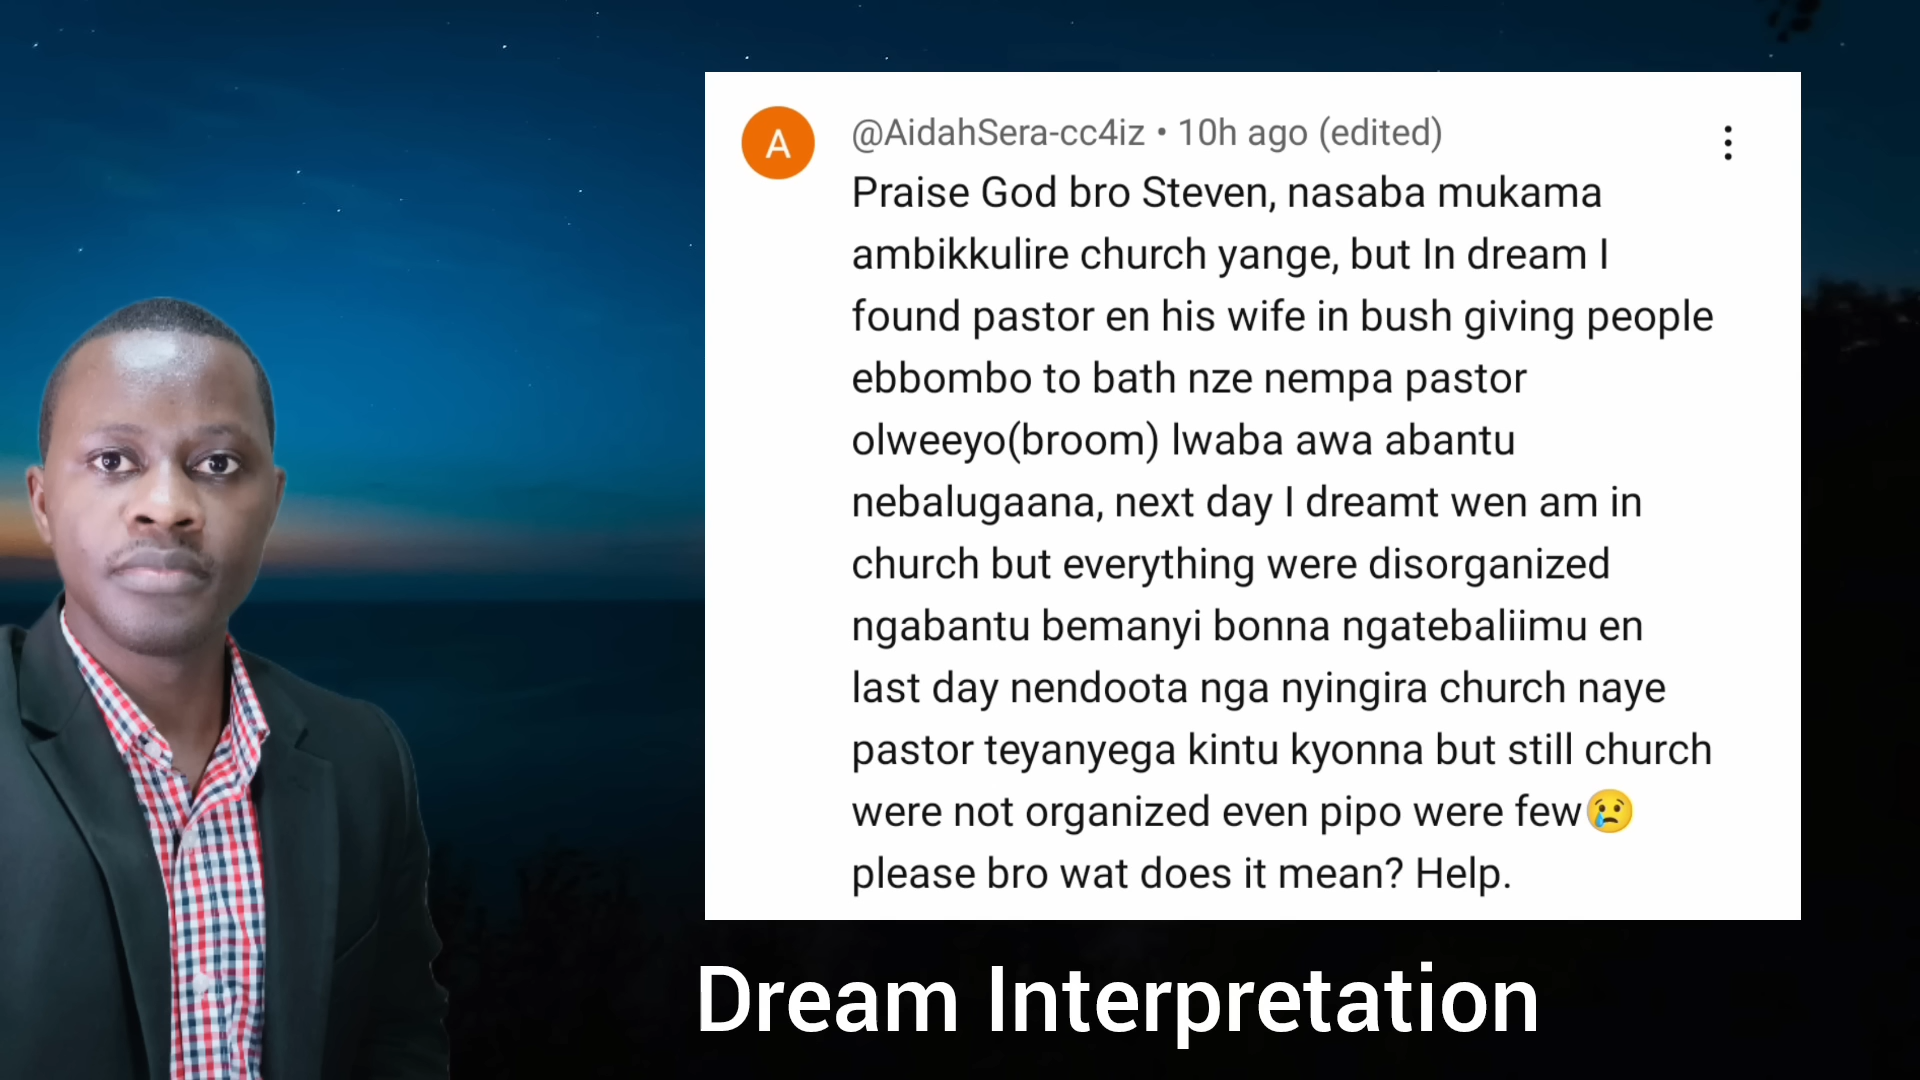 A
@AidahSera-cc4iz • 10h ago (edited)
Praise God bro Steven, nasaba mukama
ambikkulire church yange, but In dream I
found pastor en his wife in bush giving people
ebbombo to bath nze nempa pastor
olweeyo(broom) lwaba awa abantu
nebalugaana, next day I dreamt wen am in
church but everything were disorganized
ngabantu bemanyi bonna ngatebaliimu en
last day nendoota nga nyingira church naye
pastor teyanyega kintu kyonna but still church
were not organized even pipo were few😢
please bro wat does it mean? Help.
Dream Interpretation